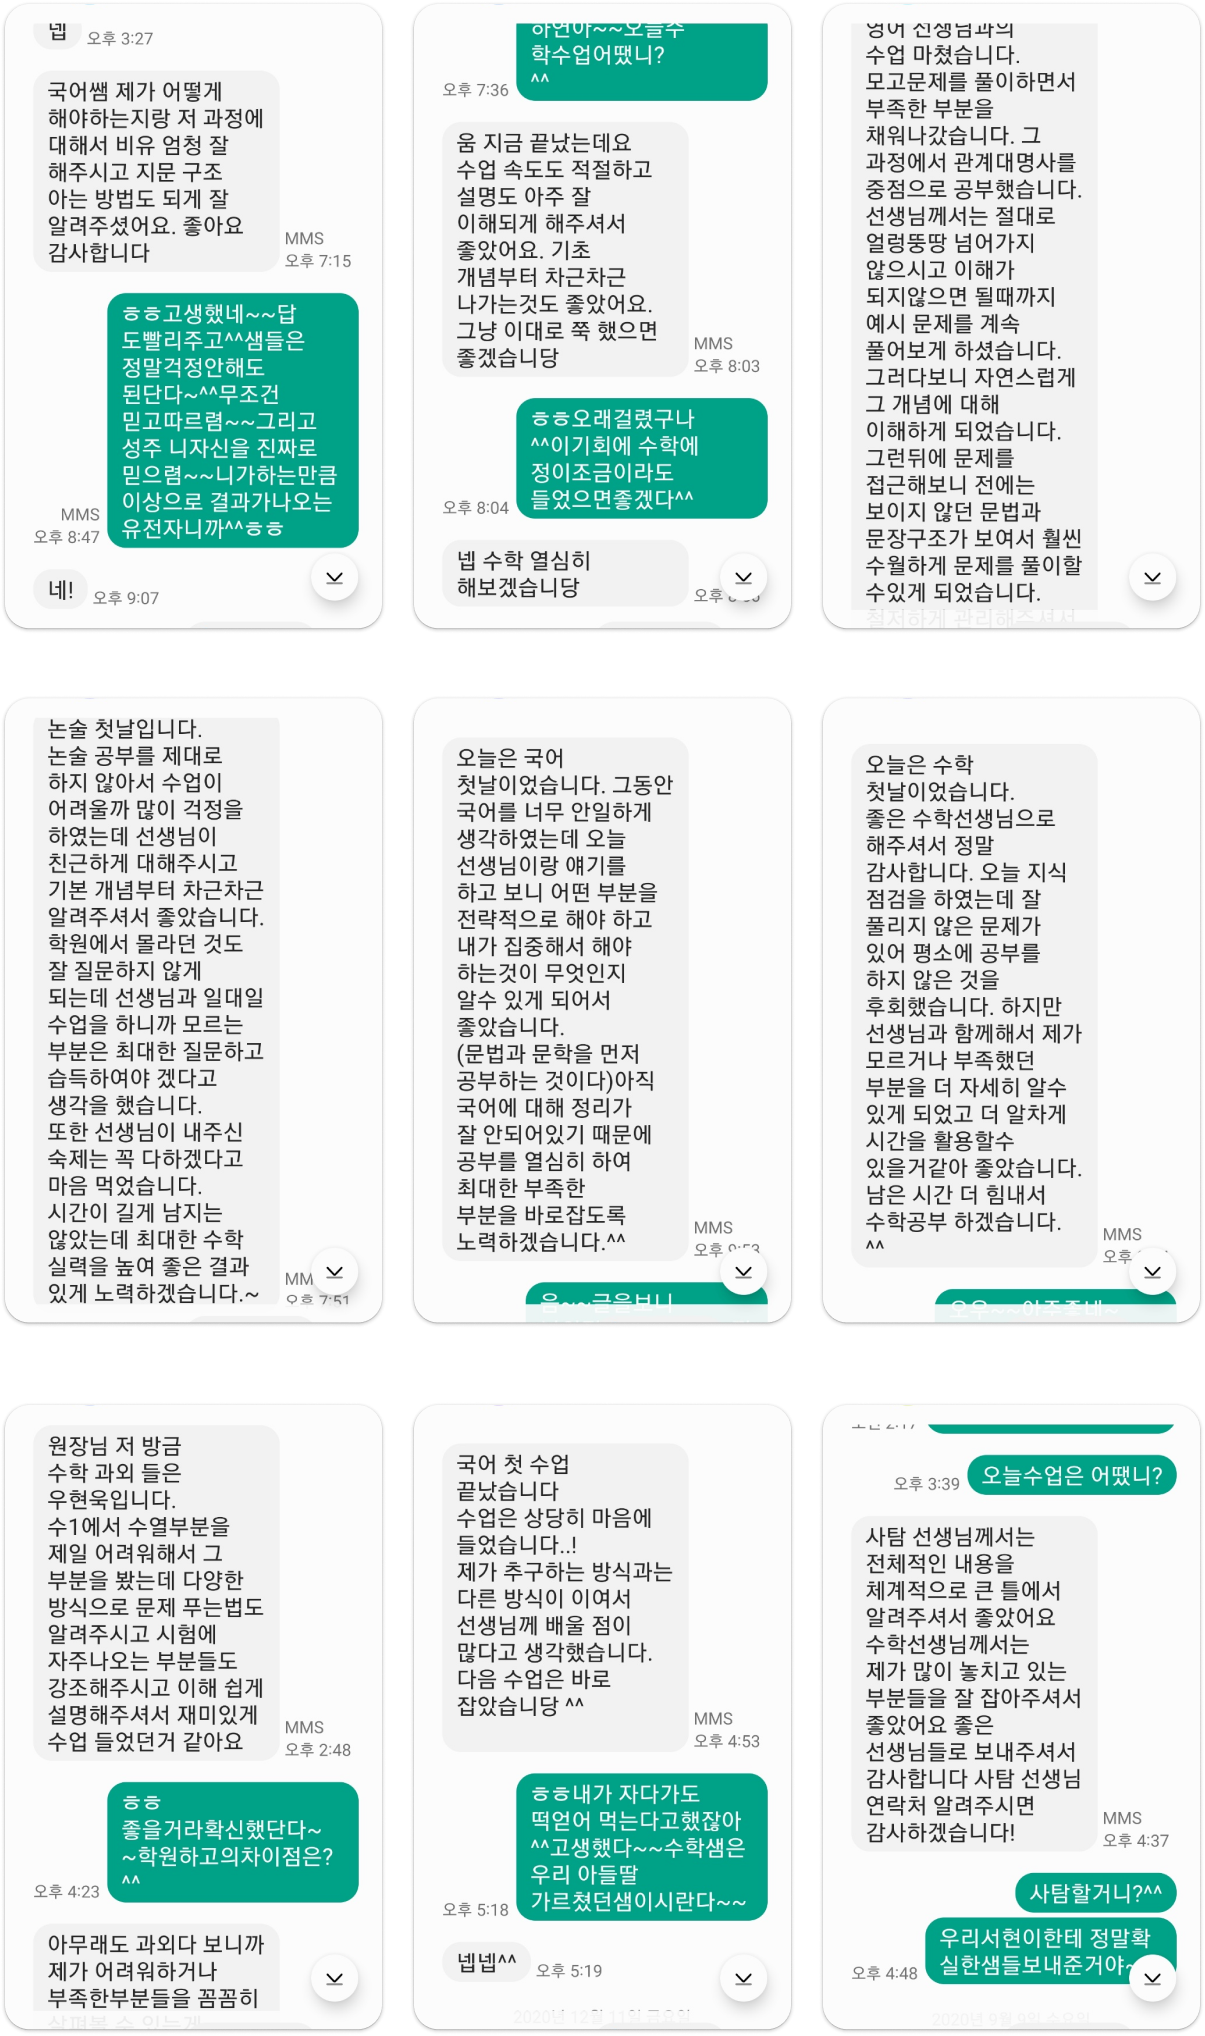 넵
오후 3:27
국어쌤 제가 어떻게
해야하는지랑 저 과정에
대해서 비유 엄청 잘
해주시고 지문 구조
아는 방법도 되게 잘
알려주셨어요. 좋아요
감사합니다
MMS
오후 7:15
ㅎㅎ고생했네~~답
도빨리주고^^샘들은
정말걱정안해도
된단다~^^무조건
믿고따르렴~~그리고
성주 니자신을 진짜로
믿으렴~~니가하는만큼
이상으로 결과가나오는
유전자니까^^ㅎㅎ
MMS
오후 8:47
네!
오후 9:07
하연아~~오늘수
학수업어땠니?
^^
오후 7:36
움 지금 끝났는데요
수업 속도도 적절하고
설명도 아주 잘
이해되게 해주셔서
좋았어요. 기초
개념부터 차근차근
나가는것도 좋았어요.
그냥 이대로 쭉 했으면
좋겠습니당
MMS
오후 8:03
ㅎㅎ오래걸렸구나
^^이기회에 수학에
정이조금이라도
들었으면좋겠다^^
오후 8:04
넵 수학 열심히
해보겠습니당
오후
영어 선생님과의
수업 마쳤습니다.
모고문제를 풀이하면서
부족한 부분을
채워나갔습니다. 그
과정에서 관계대명사를
중점으로 공부했습니다.
선생님께서는 절대로
얼렁뚱땅 넘어가지
않으시고 이해가
되지않으면 될때까지
예시 문제를 계속
풀어보게 하셨습니다.
그러다보니 자연스럽게
그 개념에 대해
이해하게 되었습니다.
그런뒤에 문제를
접근해보니 전에는
보이지 않던 문법과
문장구조가 보여서 훨씬
수월하게 문제를 풀이할
수있게 되었습니다.
철저하게 관리해주셔서
논술 첫날입니다.
논술 공부를 제대로
하지 않아서 수업이
어려울까 많이 걱정을
하였는데 선생님이
친근하게 대해주시고
기본 개념부터 차근차근
알려주셔서 좋았습니다.
학원에서 몰라던 것도
잘 질문하지 않게
되는데 선생님과 일대일
수업을 하니까 모르는
부분은 최대한 질문하고
습득하여야 겠다고
생각을 했습니다.
또한 선생님이 내주신
숙제는 꼭 다하겠다고
마음 먹었습니다.
시간이 길게 남지는
않았는데 최대한 수학
실력을 높여 좋은 결과
있게 노력하겠습니다.~
MM
오후 7:51
오늘은 국어
첫날이었습니다. 그동안
국어를 너무 안일하게
생각하였는데 오늘
선생님이랑 얘기를
하고 보니 어떤 부분을
전략적으로 해야 하고
내가 집중해서 해야
하는것이 무엇인지
알수 있게 되어서
좋았습니다.
(문법과 문학을 먼저
공부하는 것이다)아직
국어에 대해 정리가
잘 안되어있기 때문에
공부를 열심히 하여
최대한 부족한
부분을 바로잡도록
노력하겠습니다.^^
MMS
오후 9:53
음~~글을보니
오늘은 수학
첫날이었습니다.
좋은 수학선생님으로
해주셔서 정말
감사합니다. 오늘 지식
점검을 하였는데 잘
풀리지 않은 문제가
있어 평소에 공부를
하지 않은 것을
후회했습니다. 하지만
선생님과 함께해서 제가
모르거나 부족했던
부분을 더 자세히 알수
있게 되었고 더 알차게
시간을 활용할수
있을거같아 좋았습니다.
남은 시간 더 힘내서
수학공부 하겠습니다.
^^
MMS
오후
오우~~아주좋네~
원장님 저 방금
수학 과외 들은
우현욱입니다.
수1에서 수열부분을
제일 어려워해서 그
부분을 봤는데 다양한
방식으로 문제 푸는법도
알려주시고 시험에
자주나오는 부분들도
강조해주시고 이해 쉽게
설명해주셔서 재미있게
수업 들었던거 같아요
MMS
오후 2:48
ㅎㅎ
좋을거라확신했단다~
~학원하고의차이점은?
^^
오후 4:23
아무래도 과외다 보니까
제가 어려워하거나
부족한부분들을 꼼꼼히
살펴볼 수 있는게
국어 첫 수업
끝났습니다
수업은 상당히 마음에
들었습니다..!
제가 추구하는 방식과는
다른 방식이 이여서
선생님께 배울 점이
많다고 생각했습니다.
다음 수업은 바로
잡았습니당 ^^
MMS
오후 4:53
ㅎㅎ내가 자다가도
떡얻어 먹는다고했잖아
^^고생했다~~수학샘은
우리 아들딸
가르쳤던샘이시란다~~
오후 5:18
넵넵^^
오후 5:19
2020년 12월 11일 금요일
오후 3:39
오늘수업은 어땠니?
사탐 선생님께서는
전체적인 내용을
체계적으로 큰 틀에서
알려주셔서 좋았어요
수학선생님께서는
제가 많이 놓치고 있는
부분들을 잘 잡아주셔서
좋았어요 좋은
선생님들로 보내주셔서
감사합니다 사탐 선생님
연락처 알려주시면
감사하겠습니다!
MMS
오후 4:37
사탐할거니?^^
우리서현이한테 정말확
실한샘들보내준거야~
오후 4:48
2020년 9월 9일 수요일